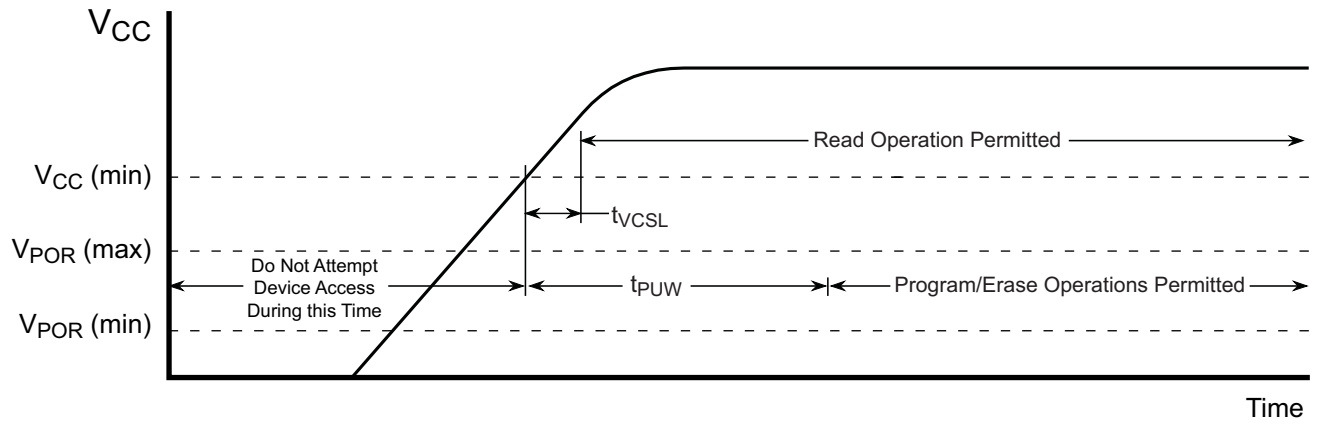 VCC
Read Operation Permitted
VCC (min)
tVCSL
VPOR (max)
Do Not Attempt
Device Access
During this Time
tPUW
Program/Erase Operations Permitted
VPOR (min)
Time